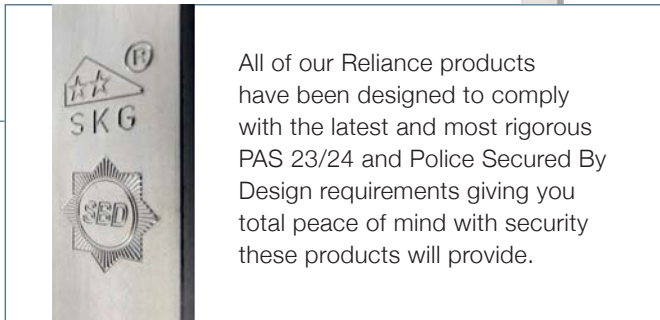 ®
SKG
SBD
All of our Reliance products
have been designed to comply
with the latest and most rigorous
PAS 23/24 and Police Secured By
Design requirements giving you
total peace of mind with security
these products will provide.